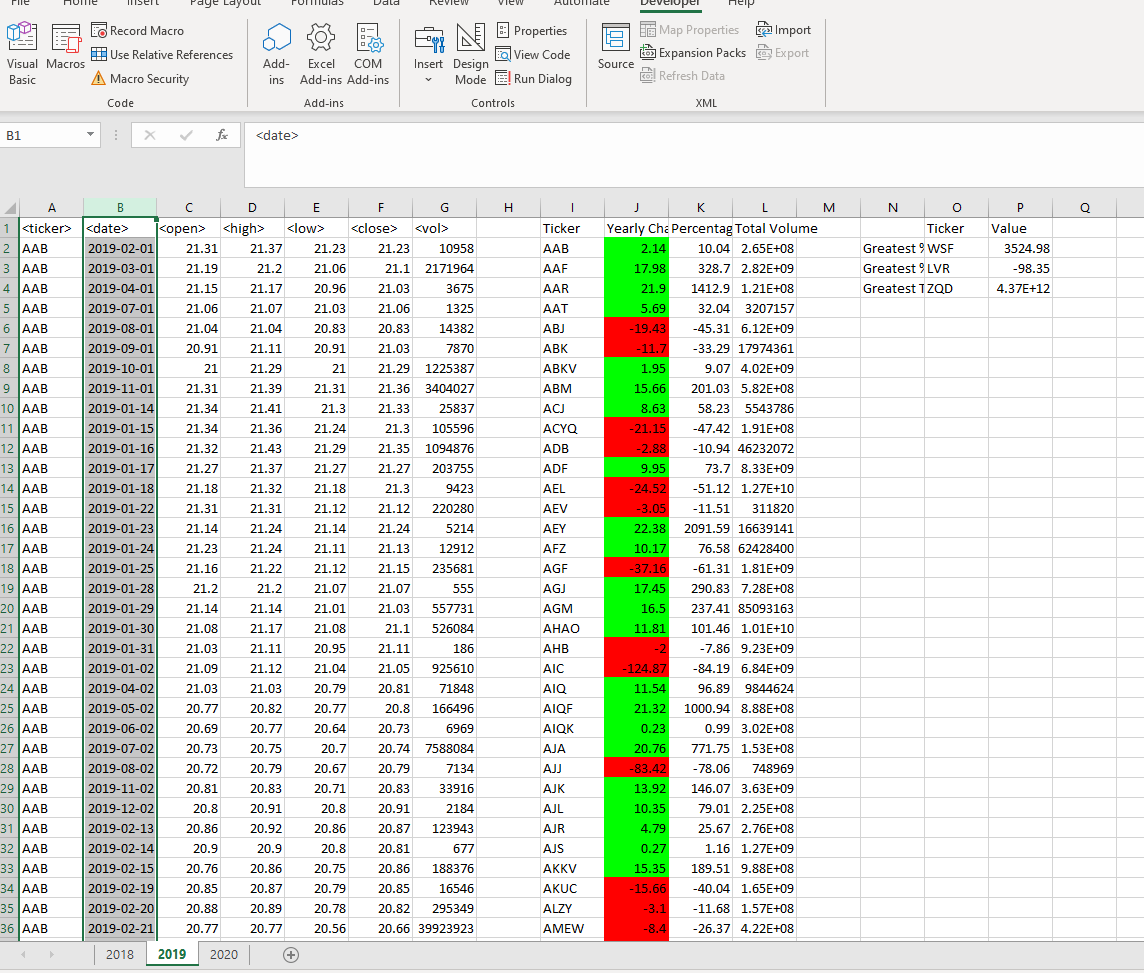 File Home Insert Page Layout Formulas Data Review View Automate Developer Help
Visual Basic
Macros
Record Macro
Use Relative References
Macro Security
Code
Add-ins
Excel Add-ins
COM Add-ins
Add-ins
Insert
Design Mode
Properties
View Code
Run Dialog
Controls
Source
Map Properties
Expansion Packs
Refresh Data
Import
Export
XML
B1 fx <date>
A B C D E F G H I J K L M N O P Q
1 <ticker> <date> <open> <high> <low> <close> <vol> Ticker Yearly Cha Percentag Total Volume Ticker Value
2 AAB 2019-02-01 21.31 21.37 21.23 21.23 10958 AAB 2.14 10.04 2.65E+08 Greatest % WSF 3524.98
3 AAB 2019-03-01 21.19 21.2 21.06 21.1 2171964 AAF 17.98 328.7 2.82E+09 Greatest % LVR -98.35
4 AAB 2019-04-01 21.15 21.17 20.96 21.03 3675 AAR 21.9 1412.9 1.21E+08 Greatest T ZQD 4.37E+12
5 AAB 2019-07-01 21.06 21.07 21.03 21.06 1325 AAT 5.69 32.04 3207157
6 AAB 2019-08-01 21.04 21.04 20.83 20.83 14382 ABJ -19.43 -45.31 6.12E+09
7 AAB 2019-09-01 20.91 21.11 20.91 21.03 7870 ABK -11.7 -33.29 17974361
8 AAB 2019-10-01 21 21.29 21 21.29 1225387 ABKV 1.95 9.07 4.02E+09
9 AAB 2019-11-01 21.31 21.39 21.31 21.36 3404027 ABM 15.66 201.03 5.82E+08
10 AAB 2019-01-14 21.34 21.41 21.3 21.33 25837 ACJ 8.63 58.23 5543786
11 AAB 2019-01-15 21.34 21.36 21.24 21.3 105596 ACYQ -21.15 -47.42 1.91E+08
12 AAB 2019-01-16 21.32 21.43 21.29 21.35 1094876 ADB -2.88 -10.94 46232072
13 AAB 2019-01-17 21.27 21.37 21.27 21.27 203755 ADF 9.95 73.7 8.33E+09
14 AAB 2019-01-18 21.18 21.32 21.18 21.3 9423 AEL -24.52 -51.12 1.27E+10
15 AAB 2019-01-22 21.31 21.31 21.12 21.12 220280 AEV -3.05 -11.51 311820
16 AAB 2019-01-23 21.14 21.24 21.14 21.24 5214 AEY 22.38 2091.59 16639141
17 AAB 2019-01-24 21.23 21.24 21.11 21.13 12912 AFZ 10.17 76.58 62428400
18 AAB 2019-01-25 21.16 21.22 21.12 21.15 235681 AGF -37.16 -61.31 1.81E+09
19 AAB 2019-01-28 21.2 21.2 21.07 21.07 555 AGJ 17.45 290.83 7.28E+08
20 AAB 2019-01-29 21.14 21.14 21.01 21.03 557731 AGM 16.5 237.41 85093163
21 AAB 2019-01-30 21.08 21.17 21.08 21.1 526084 AHAO 11.81 101.46 1.01E+10
22 AAB 2019-01-31 21.03 21.11 20.95 21.11 186 AHB -2 -7.86 9.23E+09
23 AAB 2019-01-02 21.09 21.12 21.04 21.05 925610 AIC -124.87 -84.19 6.84E+09
24 AAB 2019-04-02 21.03 21.03 20.79 20.81 71848 AIQ 11.54 96.89 9844624
25 AAB 2019-05-02 20.77 20.82 20.77 20.8 166496 AIQF 21.32 1000.94 8.88E+08
26 AAB 2019-06-02 20.69 20.77 20.64 20.73 6969 AIQK 0.23 0.99 3.02E+08
27 AAB 2019-07-02 20.73 20.75 20.7 20.74 7588084 AJA 20.76 771.75 1.53E+08
28 AAB 2019-08-02 20.72 20.79 20.67 20.79 7134 AJJ -83.42 -78.06 748969
29 AAB 2019-11-02 20.81 20.83 20.71 20.83 33916 AJK 13.92 146.07 3.63E+09
30 AAB 2019-12-02 20.8 20.91 20.8 20.91 2184 AJL 10.35 79.01 2.25E+08
31 AAB 2019-02-13 20.86 20.92 20.86 20.87 123943 AJR 4.79 25.67 2.76E+08
32 AAB 2019-02-14 20.9 20.9 20.8 20.81 677 AJS 0.27 1.16 1.27E+09
33 AAB 2019-02-15 20.76 20.86 20.75 20.86 188376 AKKV 15.35 189.51 9.88E+08
34 AAB 2019-02-19 20.85 20.87 20.79 20.85 16546 AKUC -15.66 -40.04 1.65E+09
35 AAB 2019-02-20 20.88 20.89 20.78 20.82 295349 ALZY -3.1 -11.68 1.57E+08
36 AAB 2019-02-21 20.77 20.77 20.56 20.66 39923923 AMEW -8.4 -26.37 4.22E+08
2018 2019 2020